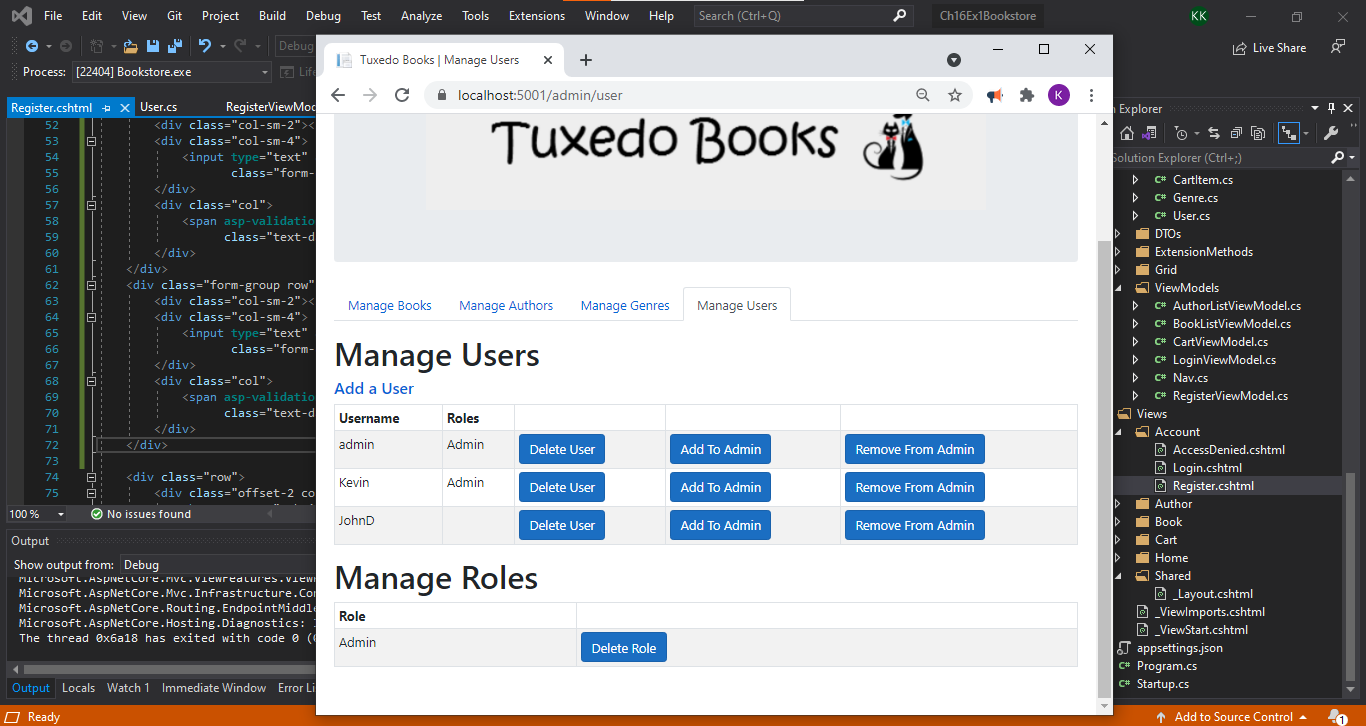 File Edit View Git Project Build Debug Test Analyze Tools Extensions Window Help Search (Ctrl+Q) Ch16Ex1Bookstore KK
Debug Live Share
Process: [22404] Bookstore.exe
Register.cshtml User.cs
52 <div class="col-sm-2"><
53 <div class="col-sm-4">
54 <input type="text"
55 class="form-
56 </div>
57 <div class="col">
58 <span asp-validatio
59 class="text-d
60 </div>
61 </div>
62 <div class="form-group row"
63 <div class="col-sm-2"><
64 <div class="col-sm-4">
65 <input type="text"
66 class="form-
67 </div>
68 <div class="col">
69 <span asp-validatio
70 class="text-d
71 </div>
72 </div>
73
74 <div class="row">
75 <div class="offset-2 co
100 % No issues found
Output
Show output from: Debug
Microsoft.AspNetCore.Mvc.Infrastructure.Con
Microsoft.AspNetCore.Routing.EndpointMiddle
Microsoft.AspNetCore.Hosting.Diagnostics:
The thread 0x6a18 has exited with code 0 (
Output Locals Watch 1 Immediate Window Error Li
Ready
Tuxedo Books | Manage Users
localhost:5001/admin/user K
Tuxedo Books
Manage Books Manage Authors Manage Genres Manage Users
Manage Users
Add a User
Username Roles
admin Admin Delete User Add To Admin Remove From Admin
Kevin Admin Delete User Add To Admin Remove From Admin
JohnD Delete User Add To Admin Remove From Admin
Manage Roles
Role
Admin Delete Role
Explorer
Solution Explorer (Ctrl+;)
C# CartItem.cs
C# Genre.cs
C# User.cs
DTOs
ExtensionMethods
Grid
ViewModels
C# AuthorListViewModel.cs
C# BookListViewModel.cs
C# CartViewModel.cs
C# LoginViewModel.cs
C# Nav.cs
C# RegisterViewModel.cs
Views
Account
AccessDenied.cshtml
Login.cshtml
Register.cshtml
Author
Book
Cart
Home
Shared
_Layout.cshtml
_ViewImports.cshtml
_ViewStart.cshtml
appsettings.json
C# Program.cs
C# Startup.cs
Add to Source Control 1